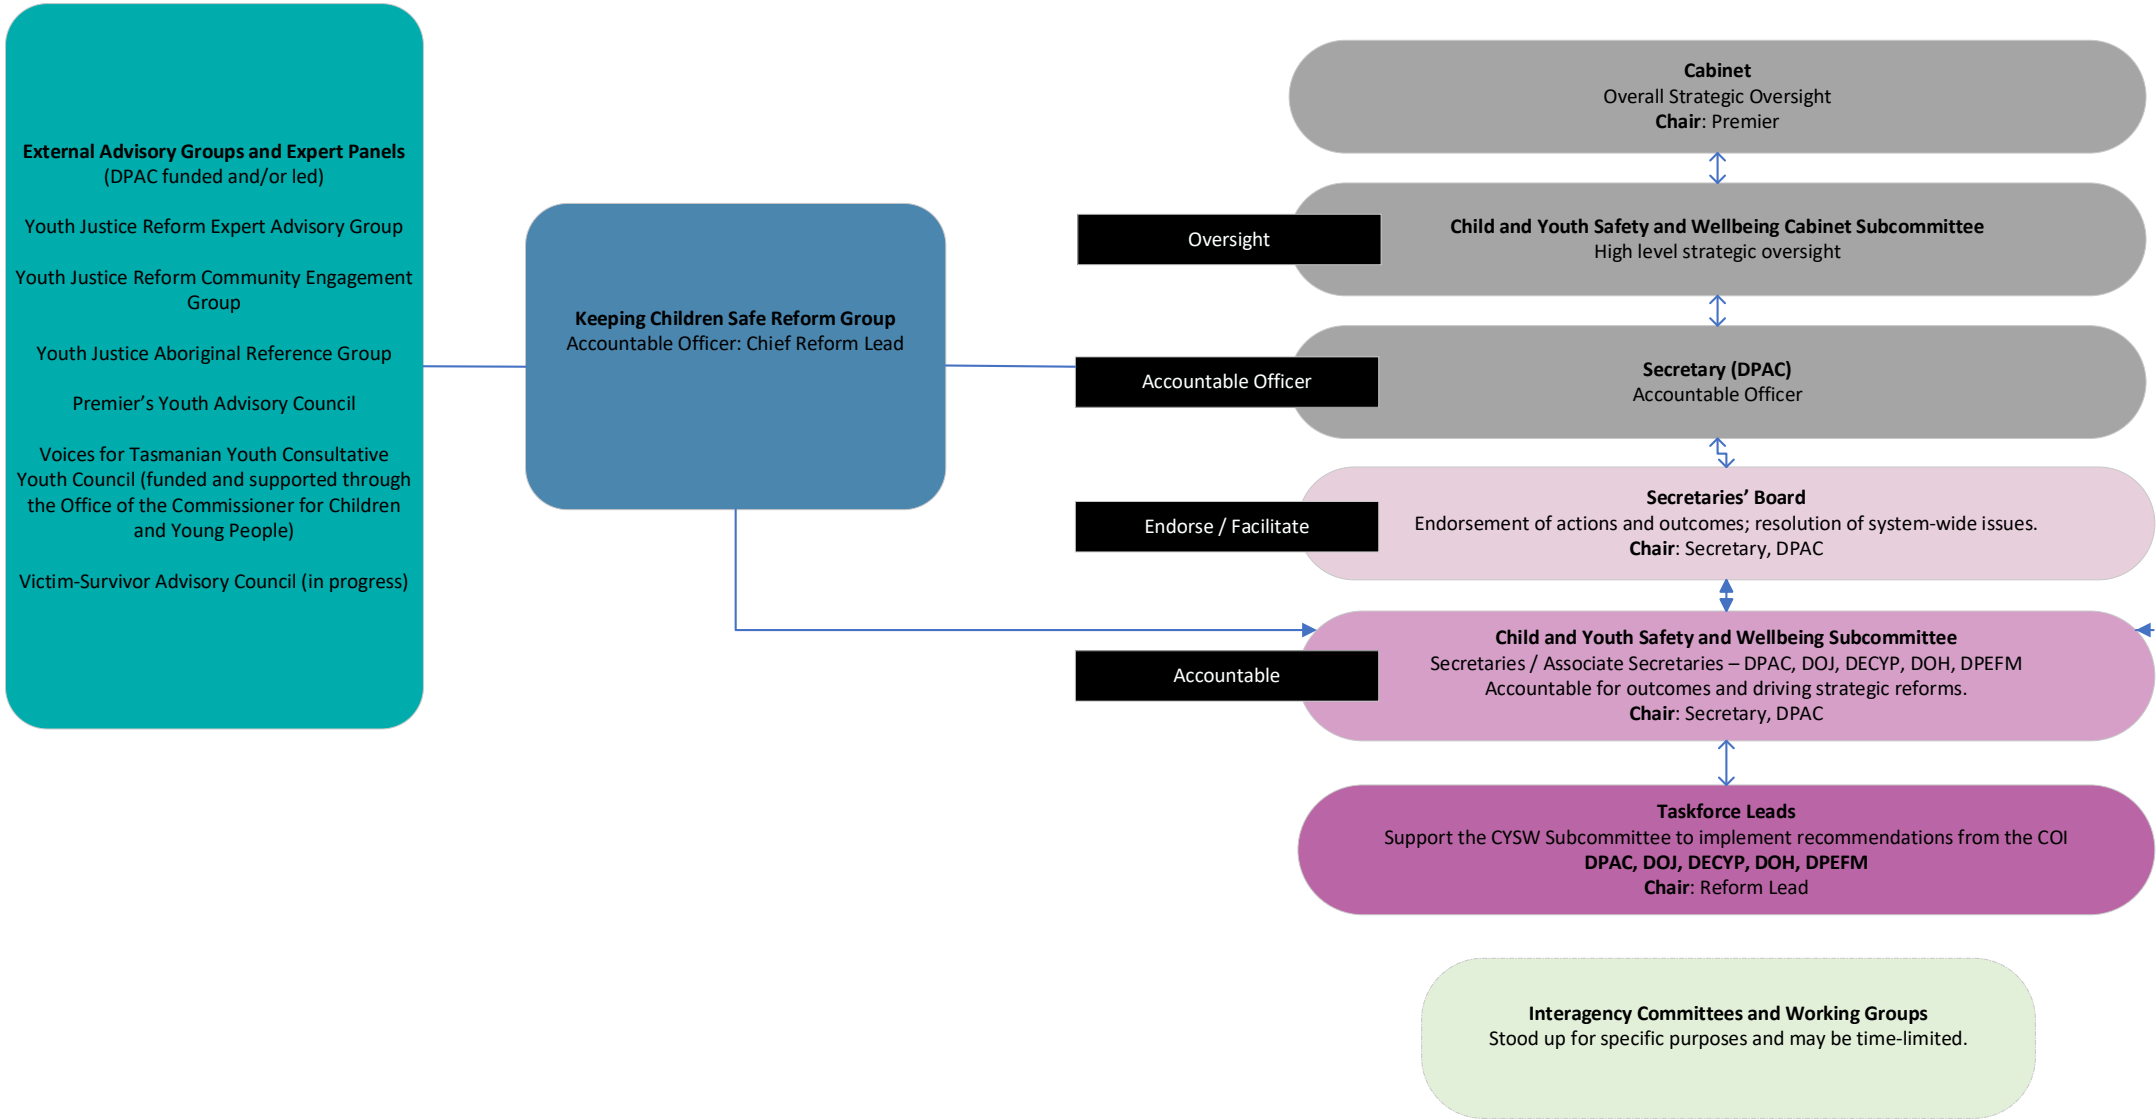 External Advisory Groups and Expert Panels
(DPAC funded and/or led)
Youth Justice Reform Expert Advisory Group
Youth Justice Reform Community Engagement
Group
Youth Justice Aboriginal Reference Group
Premier’s Youth Advisory Council
Voices for Tasmanian Youth Consultative
Youth Council (funded and supported through
the Office of the Commissioner for Children
and Young People)
Victim-Survivor Advisory Council (in progress)
Keeping Children Safe Reform Group
Accountable Officer: Chief Reform Lead
Cabinet
Overall Strategic Oversight
Chair: Premier
Oversight
Child and Youth Safety and Wellbeing Cabinet Subcommittee
High level strategic oversight
Accountable Officer
Secretary (DPAC)
Accountable Officer
Endorse / Facilitate
Secretaries’ Board
Endorsement of actions and outcomes; resolution of system-wide issues.
Chair: Secretary, DPAC
Accountable
Child and Youth Safety and Wellbeing Subcommittee
Secretaries / Associate Secretaries – DPAC, DOJ, DECYP, DOH, DPEFM
Accountable for outcomes and driving strategic reforms.
Chair: Secretary, DPAC
Taskforce Leads
Support the CYSW Subcommittee to implement recommendations from the COI
DPAC, DOJ, DECYP, DOH, DPEFM
Chair: Reform Lead
Interagency Committees and Working Groups
Stood up for specific purposes and may be time-limited.